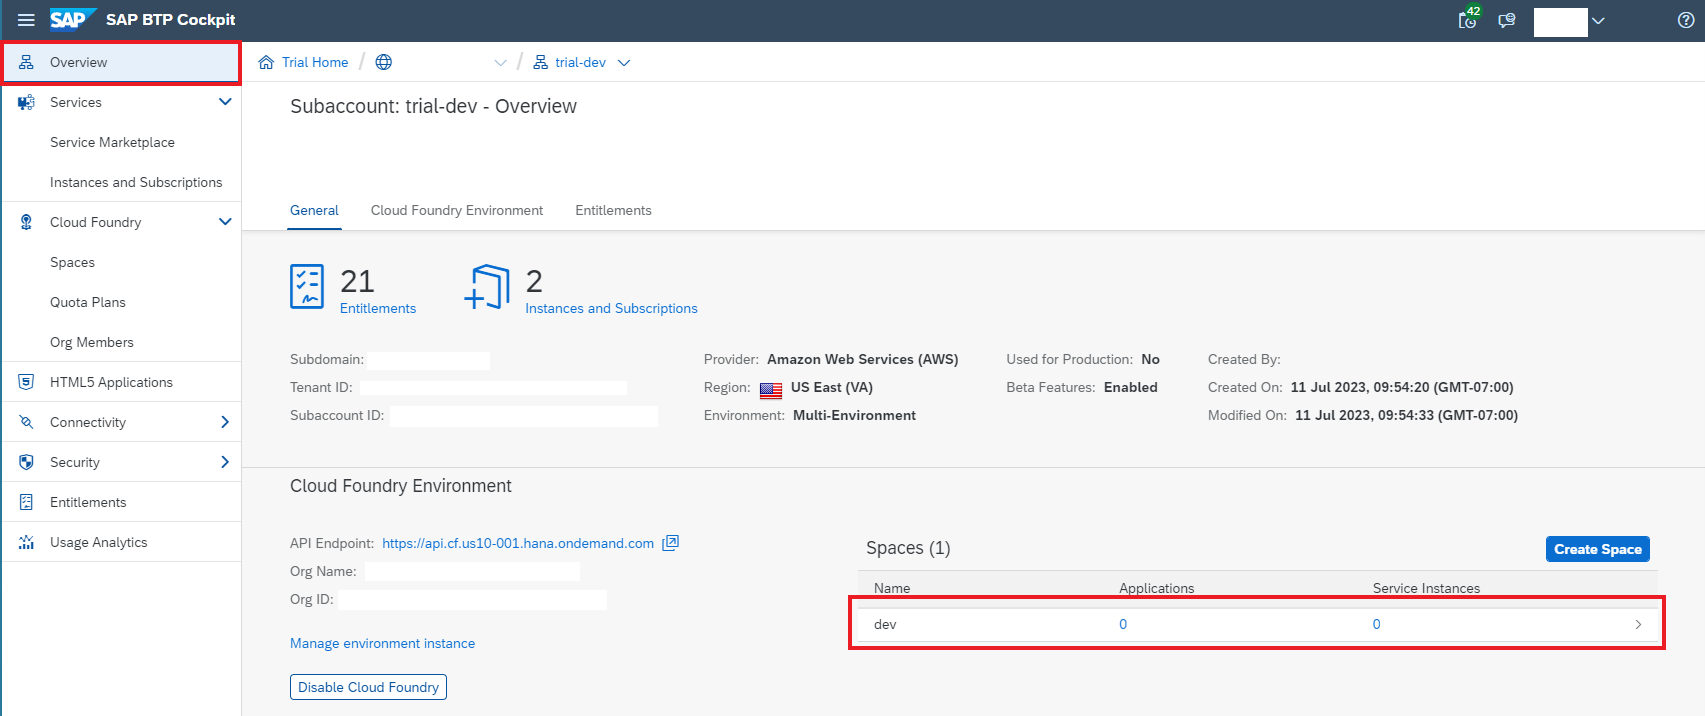 SAP SAP BTP Cockpit 42
Overview
Services
Service Marketplace
Instances and Subscriptions
Cloud Foundry
Spaces
Quota Plans
Org Members
HTML5 Applications
Connectivity
Security
Entitlements
Usage Analytics
Trial Home / / trial-dev
Subaccount: trial-dev - Overview
General Cloud Foundry Environment Entitlements
21 Entitlements
2 Instances and Subscriptions
Subdomain:
Tenant ID:
Subaccount ID:
Provider: Amazon Web Services (AWS)
Region: US East (VA)
Environment: Multi-Environment
Used for Production: No
Beta Features: Enabled
Created By:
Created On: 11 Jul 2023, 09:54:20 (GMT-07:00)
Modified On: 11 Jul 2023, 09:54:33 (GMT-07:00)
Cloud Foundry Environment
API Endpoint: https://api.cf.us10-001.hana.ondemand.com
Org Name:
Org ID:
Manage environment instance
Disable Cloud Foundry
Spaces (1) Create Space
Name Applications Service Instances
dev 0 0